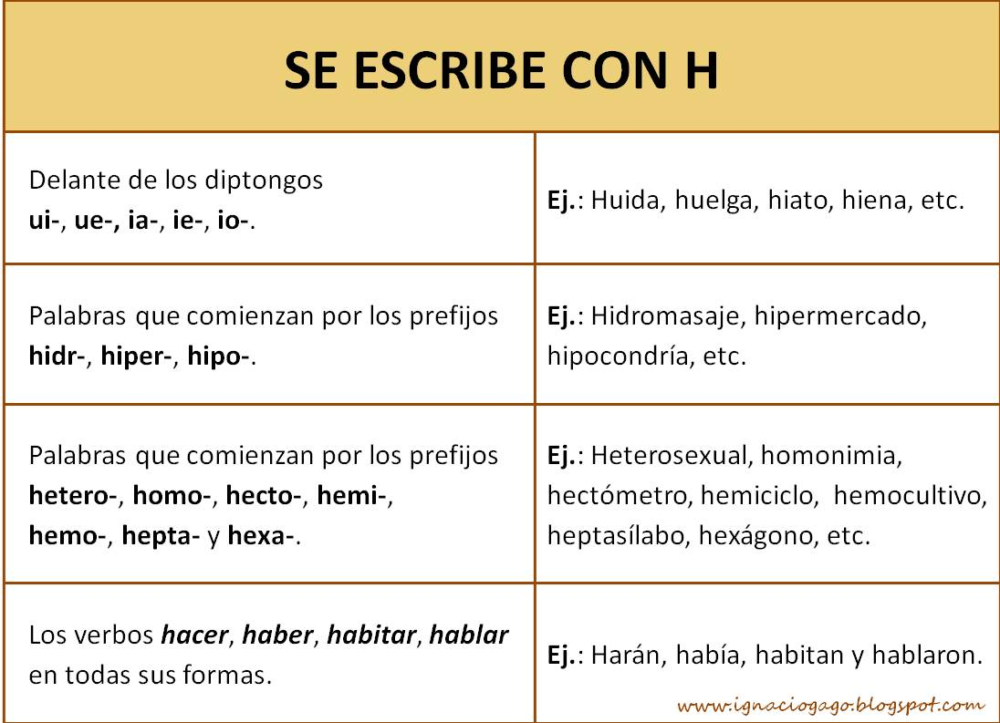 SE ESCRIBE CON H
Delante de los diptongos
ui-, ue-, ia-, ie-, io-.
Ej.: Huida, huelga, hiato, hiena, etc.
Palabras que comienzan por los prefijos
hidr-, hiper-, hipo-.
Ej.: Hidromasaje, hipermercado,
hipocondría, etc.
Palabras que comienzan por los prefijos
hetero-, homo-, hecto-, hemi-,
hemo-, hepta- y hexa-.
Ej.: Heterosexual, homonimia,
hectómetro, hemiciclo, hemocultivo,
heptasílabo, hexágono, etc.
Los verbos hacer, haber, habitar, hablar
en todas sus formas.
Ej.: Harán, había, habitan y hablaron.
www.ignaciogago.blogspot.com